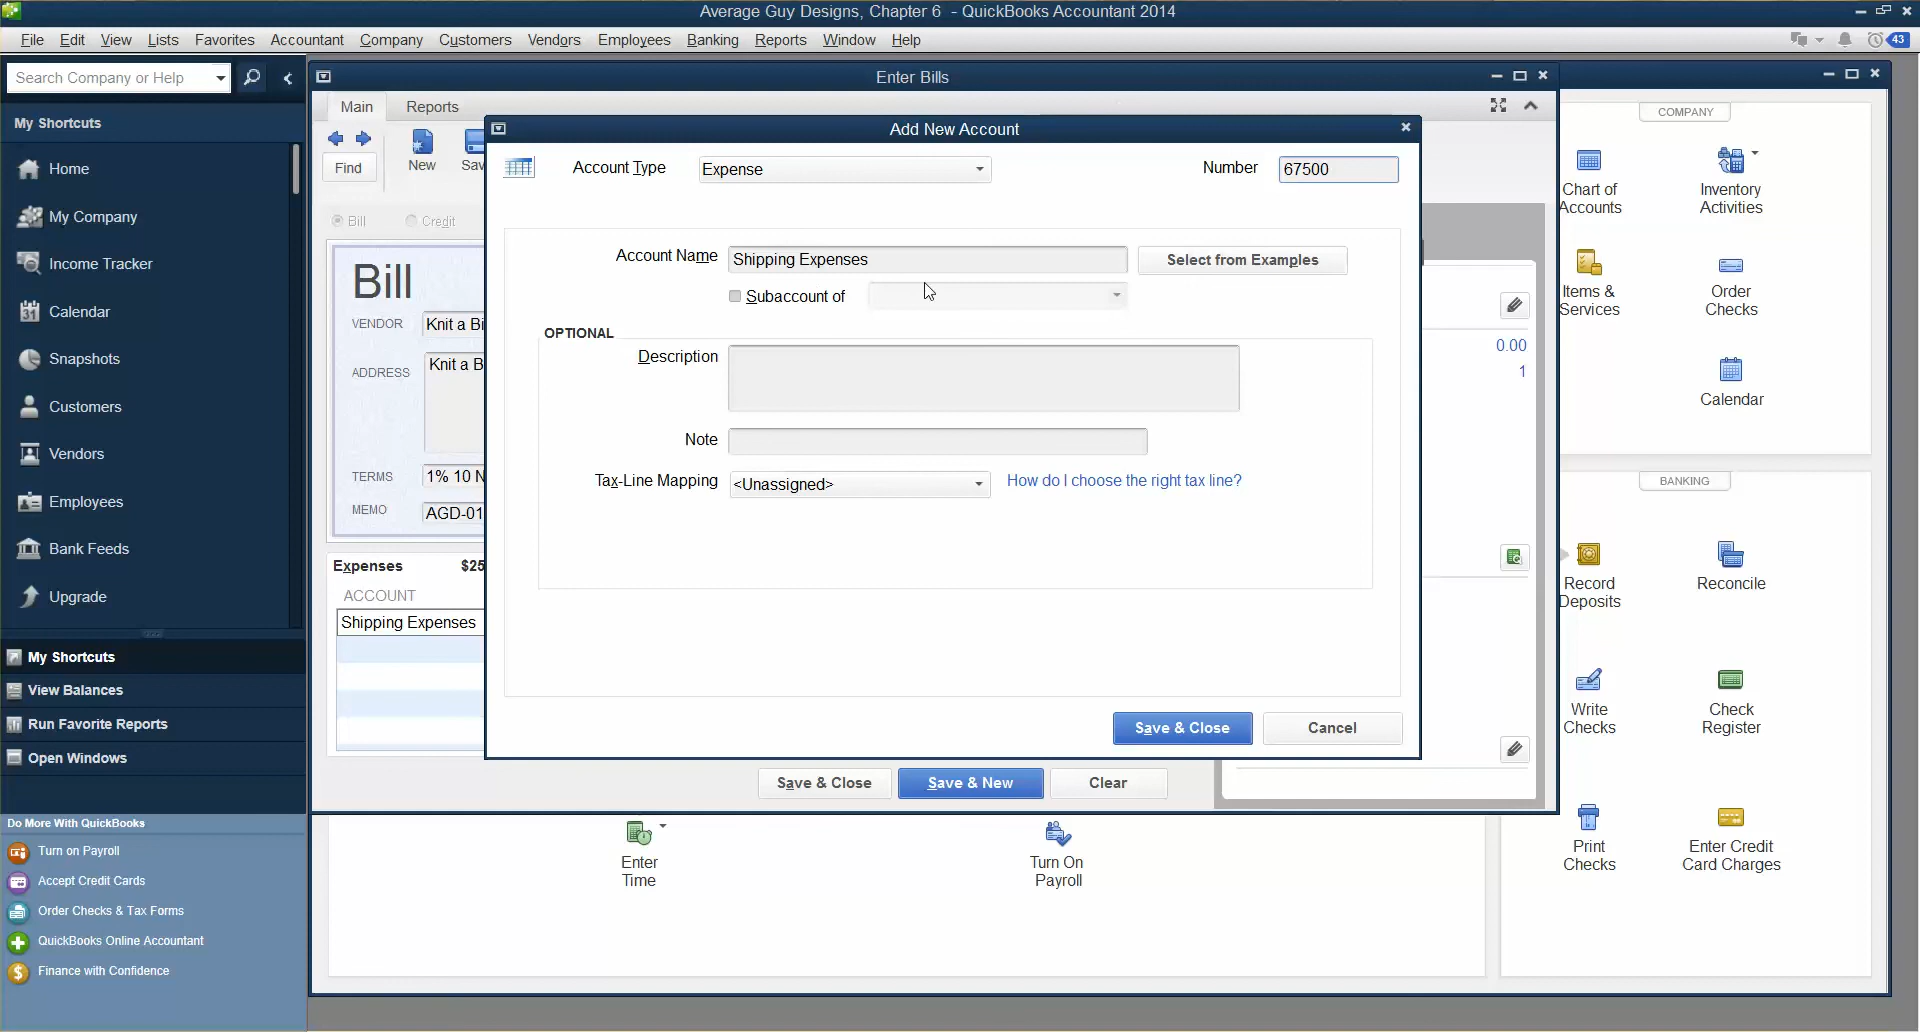 Average Guy Designs, Chapter 6 - QuickBooks Accountant 2014
File Edit View Lists Favorites Accountant Company Customers Vendors Employees Banking Reports Window Help
43
Search Company or Help
My Shortcuts
Home
My Company
Income Tracker
Calendar
Snapshots
Customers
Vendors
Employees
Bank Feeds
Upgrade
My Shortcuts
View Balances
Run Favorite Reports
Open Windows
Do More With QuickBooks
Turn on Payroll
Accept Credit Cards
Order Checks & Tax Forms
QuickBooks Online Accountant
Finance with Confidence
Enter Bills
Main Reports
Find
New
Sav
Bill Credit
Bill
VENDOR Knit a Bi
ADDRESS Knit a B
TERMS 1% 10 N
MEMO AGD-01
Expenses $25
ACCOUNT
Shipping Expenses
Add New Account
Account Type Expense
Number 67500
Account Name Shipping Expenses
Select from Examples
Subaccount of
OPTIONAL
Description
Note
Tax-Line Mapping <Unassigned>
How do I choose the right tax line?
Save & Close Cancel
0.00
1
Save & Close Save & New Clear
Enter
Time
Turn On
Payroll
COMPANY
Chart of
Accounts
Inventory
Activities
Items &
Services
Order
Checks
31
Calendar
BANKING
Record
Deposits
Reconcile
Write
Checks
Check
Register
Print
Checks
Enter Credit
Card Charges